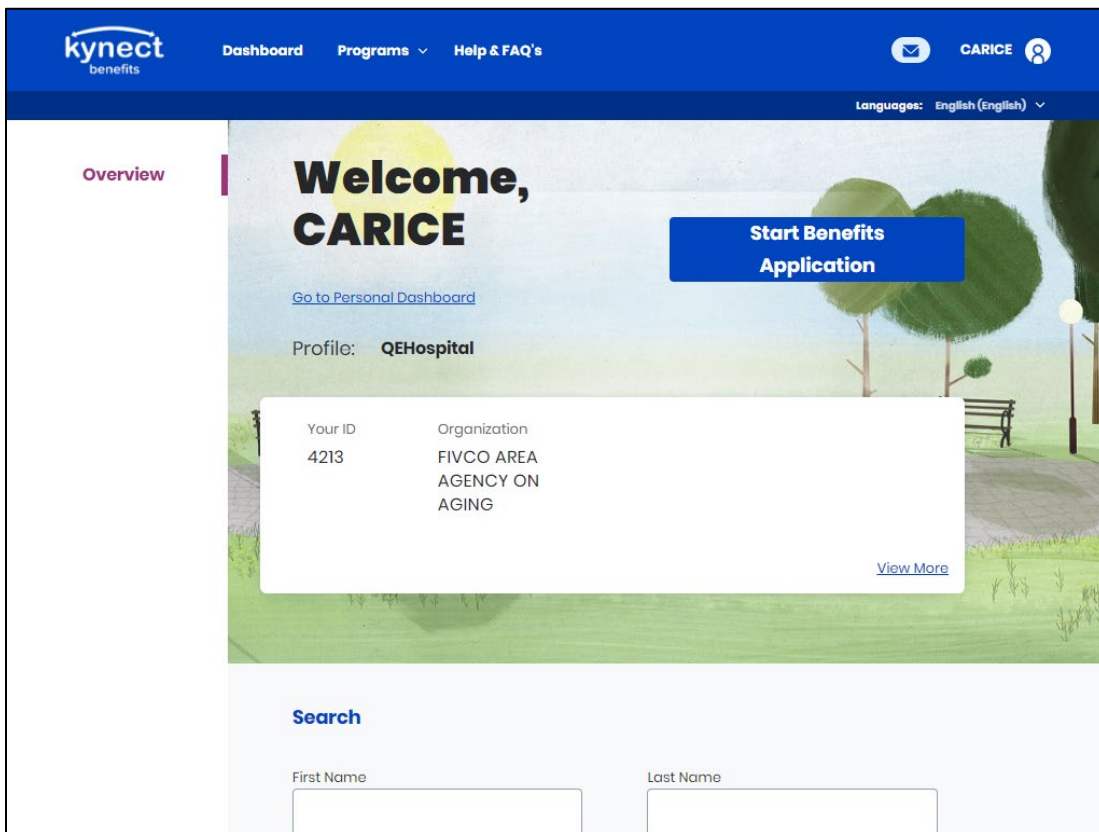 kynect
benefits
Dashboard Programs Help & FAQ's
CARICE
Languages: English (English)
Overview
Welcome,
CARICE
Start Benefits
Application
Go to Personal Dashboard
Profile: QEHospital
Your ID Organization
4213 FIVCO AREA
AGENCY ON
AGING
View More
Search
First Name Last Name